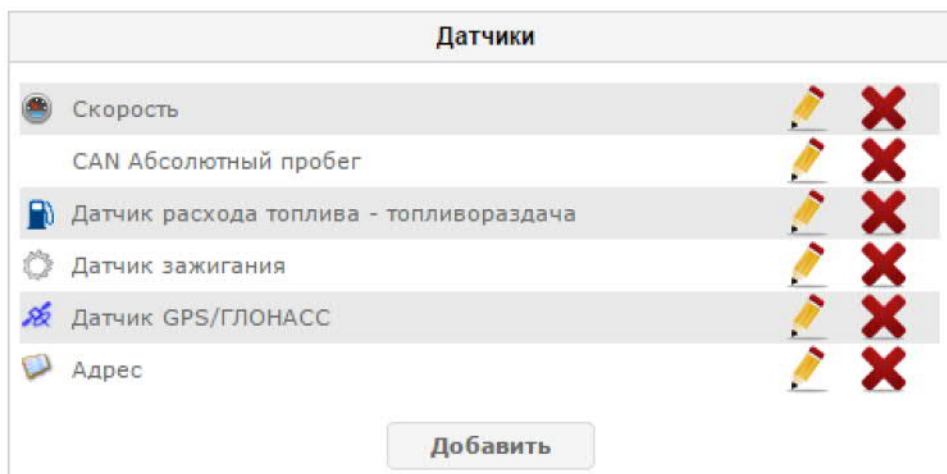 Датчики
Скорость
CAN Абсолютный пробег
Датчик расхода топлива - топливораздача
Датчик зажигания
Датчик GPS/ГЛОНАСС
Адрес
Добавить